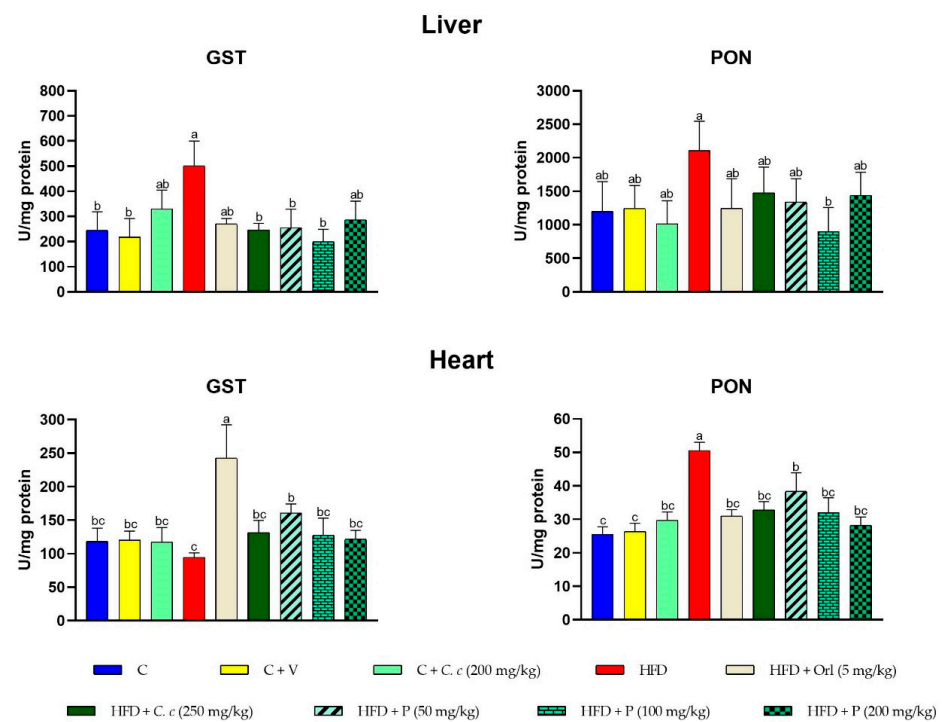 Liver
GST
PON
U/mg protein
800
700
600
500
400
300
200
100
0
b
b
ab
a
ab
b
b
b
ab
U/mg protein
3000
2500
2000
1500
1000
500
0
ab
ab
ab
a
ab
ab
ab
b
ab
Heart
GST
PON
U/mg protein
300
250
200
150
100
50
0
bc
bc
bc
c
a
bc
b
bc
bc
U/mg protein
60
50
40
30
20
10
0
c
c
bc
a
bc
bc
b
bc
bc
C
C + V
C + C. c (200 mg/kg)
HFD
HFD + Orl (5 mg/kg)
HFD + C. c (250 mg/kg)
HFD + P (50 mg/kg)
HFD + P (100 mg/kg)
HFD + P (200 mg/kg)